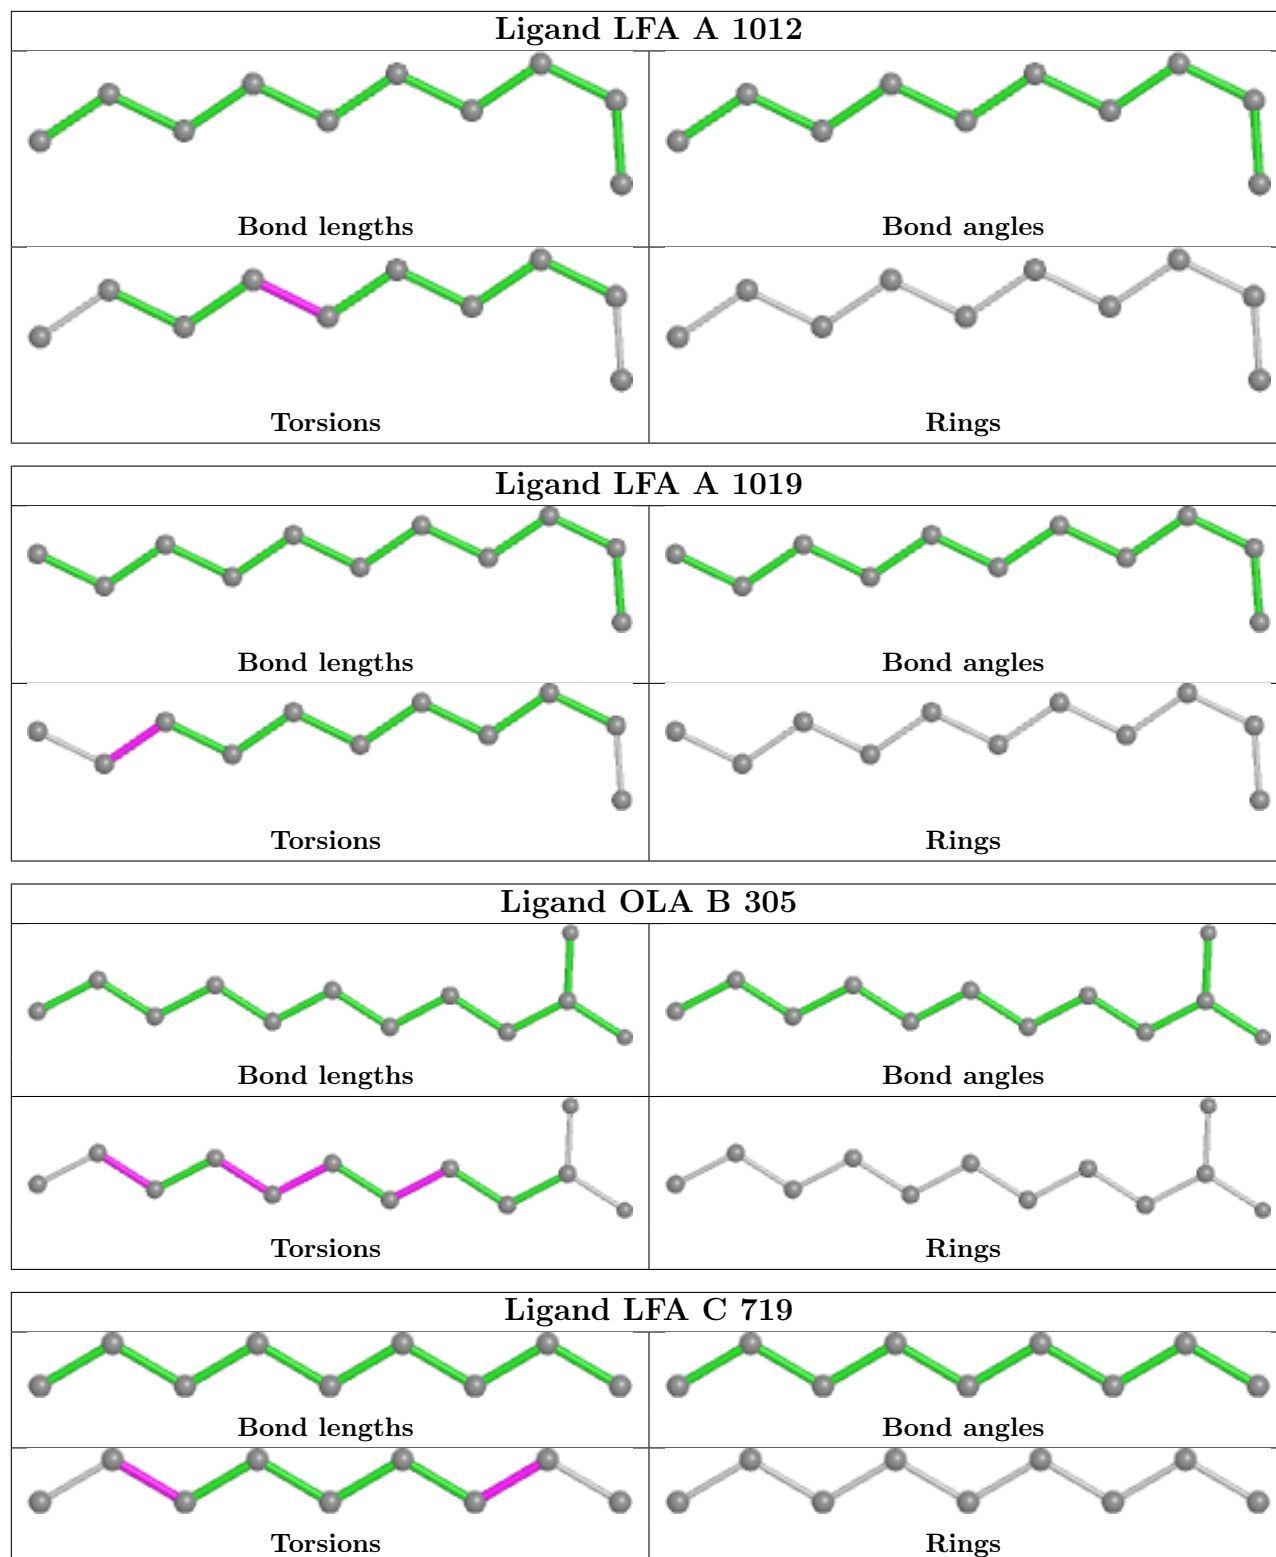 Ligand LFA A 1012
Bond lengths
Bond angles
Torsions
Rings
Ligand LFA A 1019
Bond lengths
Bond angles
Torsions
Rings
Ligand OLA B 305
Bond lengths
Bond angles
Torsions
Rings
Ligand LFA C 719
Bond lengths
Bond angles
Torsions
Rings